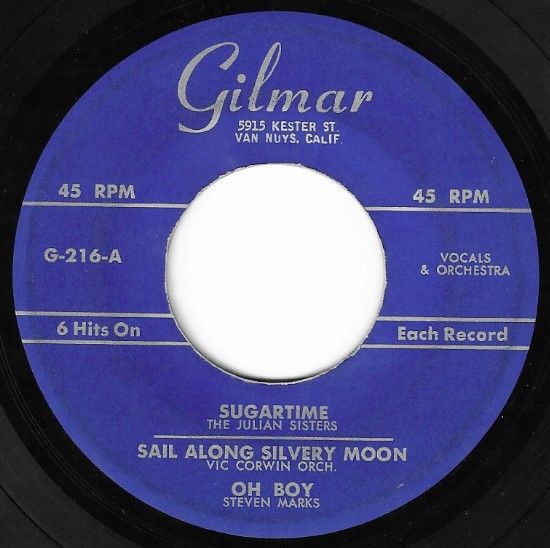 Gilmar
5915 KESTER ST.
VAN NUYS, CALIF.
45 RPM
45 RPM
G-216-A
VOCALS
& ORCHESTRA
6 Hits On
Each Record
SUGARTIME
THE JULIAN SISTERS
SAIL ALONG SILVERY MOON
VIC CORWIN ORCH.
OH BOY
STEVEN MARKS